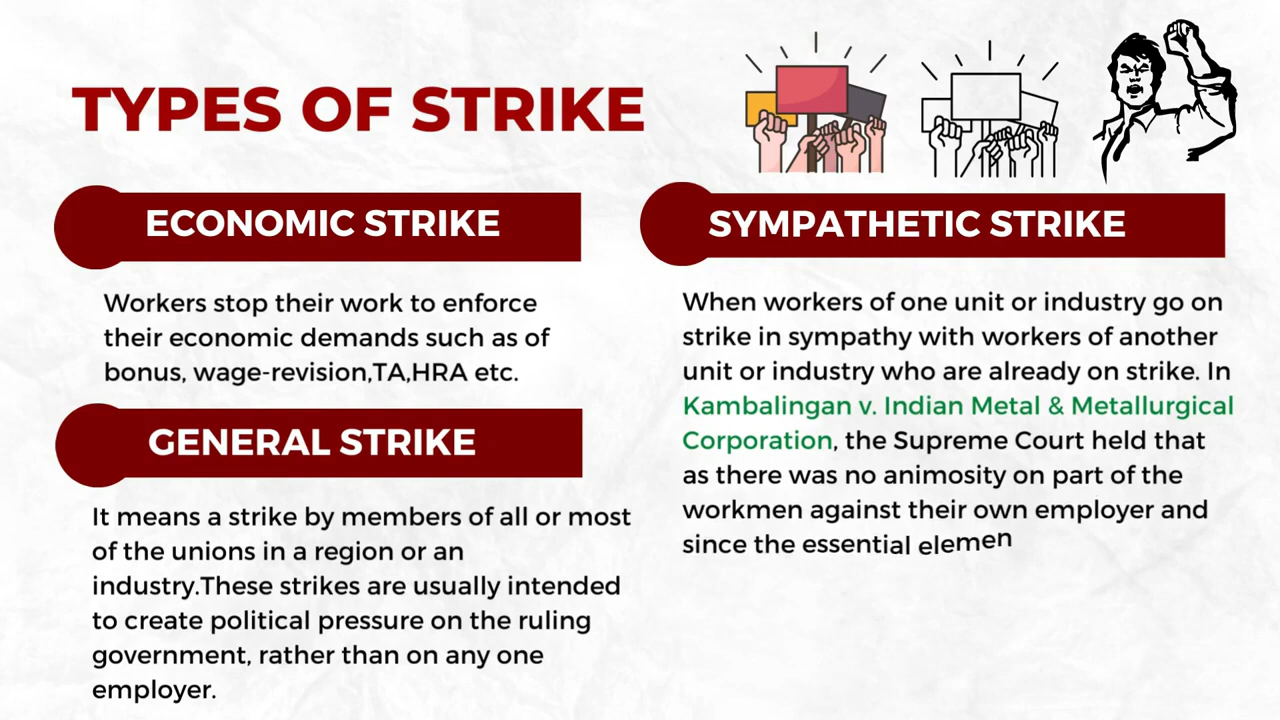 TYPES OF STRIKE
ECONOMIC STRIKE
Workers stop their work to enforce
their economic demands such as of
bonus, wage-revision,TA,HRA etc.
GENERAL STRIKE
It means a strike by members of all or most
of the unions in a region or an
industry.These strikes are usually intended
to create political pressure on the ruling
government, rather than on any one
employer.
SYMPATHETIC STRIKE
When workers of one unit or industry go on
strike in sympathy with workers of another
unit or industry who are already on strike. In
Kambalingan v. Indian Metal & Metallurgical
Corporation, the Supreme Court held that
as there was no animosity on part of the
workmen against their own employer and
since the essential elemen